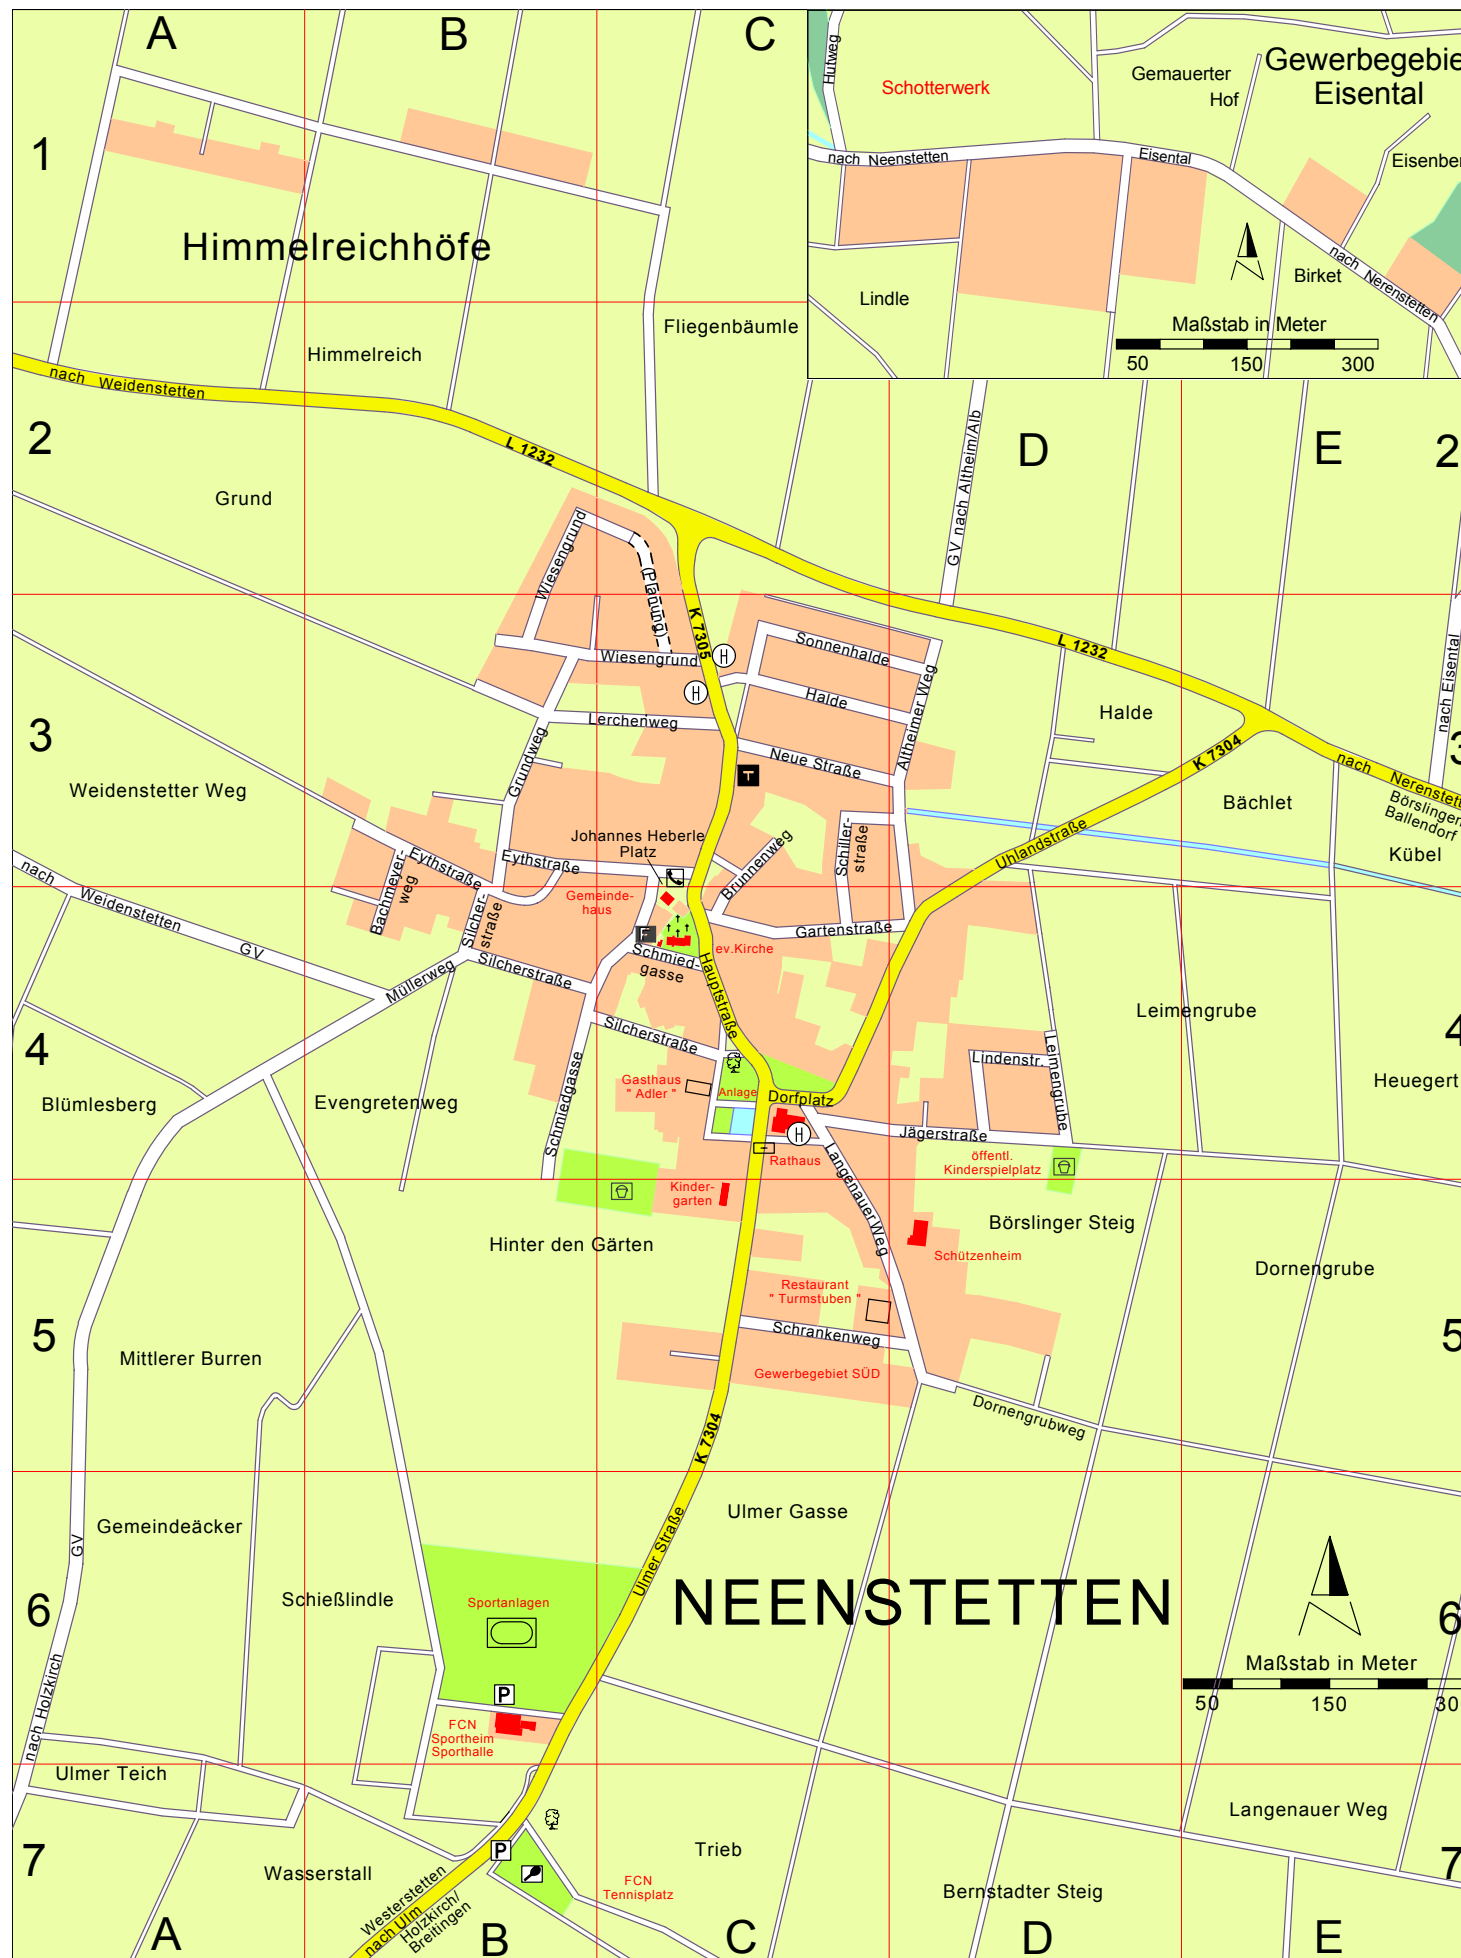 A
B
C
Hutweg
Schotterwerk
Gemauerter
Hof
Gewerbegebie
Eisental
1
nach Neenstetten
Eisental
Eisenber
Himmelreichhöfe
Lindle
Birket
nach Nerenstetten
Maßstab in Meter
50 150 300
Fliegenbäumle
Himmelreich
nach Weidenstetten
2
L 1232
D
E
2
GV nach Altheim/Alb
Grund
Wiesengrund
(Planung)
K 7305
H
Wiesengrund
H
Sonnenhalde
Halde
Altheimer Weg
L 1232
nach Eisental
Halde
3
Lerchenweg
Grundweg
Neue Straße
K 7304
3
nach Nerenstett
Börslingen
Ballendorf
Weidenstetter Weg
T
Bächlet
Kübel
Johannes Heberle
Platz
Schiller-
straße
Brunnenweg
Uhlandstraße
nach Weidenstetten
GV
Eythstraße
Eythstraße
Bachmeyer-
weg
Silcher-
straße
Gemeinde-
haus
F
Gartenstraße
ev.Kirche
Schmied-
gasse
Hauptstraße
Müllerweg
Silcherstraße
Leimengrube
4
Silcherstraße
Lindenstr.
Leimengrube
4
Blümlesberg
Evengretenweg
Schmiedgasse
Gasthaus
" Adler "
Anlage
Dorfplatz
Heuegert
H
Jägerstraße
Rathaus
Langenauer Weg
öffentl.
Kinderspielplatz
Kinder-
garten
Börslinger Steig
Hinter den Gärten
Schützenheim
Dornengrube
Restaurant
" Turmstuben "
5
Schrankenweg
5
Mittlerer Burren
Gewerbegebiet SÜD
Dornengrubweg
K 7304
Ulmer Gasse
Gemeindeäcker
GV
Ulmer Straße
Schießlindle
Sportanlagen
NEENSTETTEN
6
6
nach Holzkirch
Maßstab in Meter
50 150 30
P
FCN
Sportheim
Sporthalle
Ulmer Teich
Langenauer Weg
7
P
Trieb
7
Wasserstall
FCN
Tennisplatz
Bernstadter Steig
Westerstetten
nach Ulm
Holzkirch/
Breitingen
A
B
C
D
E